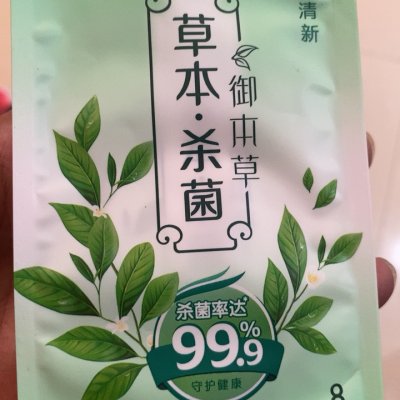 清新
御本草
草本·杀菌
杀菌率达
99.9%
守护健康
8